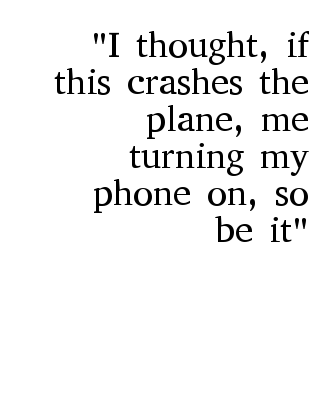 "I thought, if
this crashes the
plane, me
turning my
phone on, so
be it"